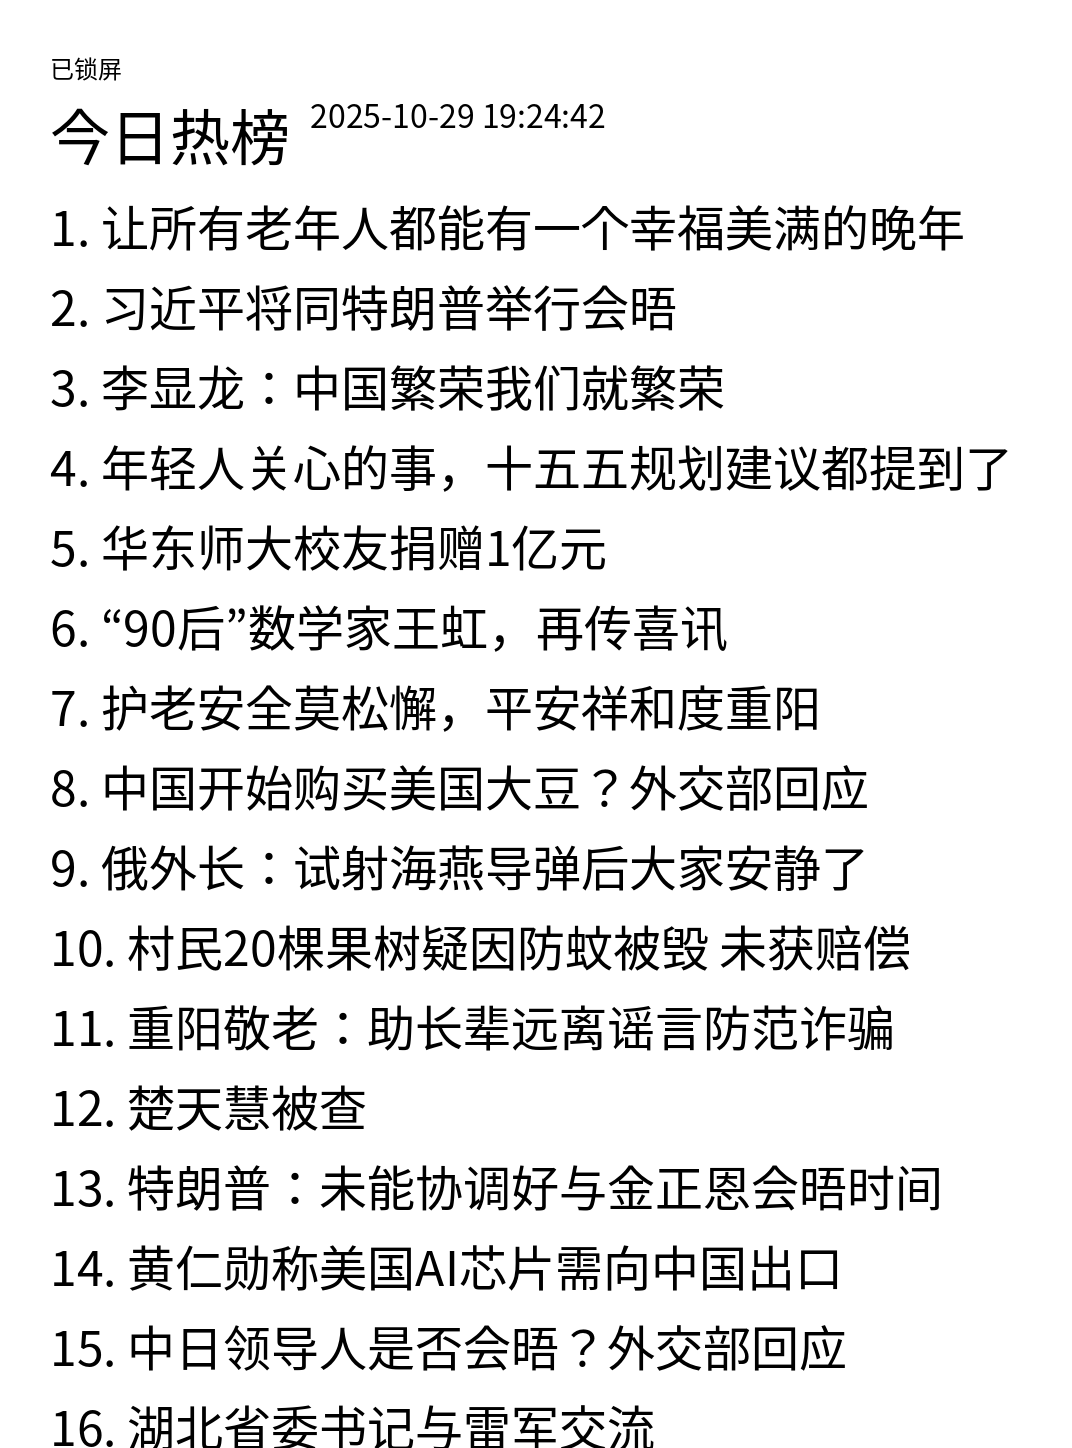 已锁屏
今日热榜 2025-10-29 19:24:42
1. 让所有老年人都能有一个幸福美满的晚年
2. 习近平将同特朗普举行会晤
3. 李显龙：中国繁荣我们就繁荣
4. 年轻人关心的事，十五五规划建议都提到了
5. 华东师大校友捐赠1亿元
6. “90后”数学家王虹，再传喜讯
7. 护老安全莫松懈，平安祥和度重阳
8. 中国开始购买美国大豆？外交部回应
9. 俄外长：试射海燕导弹后大家安静了
10. 村民20棵果树疑因防蚊被毁 未获赔偿
11. 重阳敬老：助长辈远离谣言防范诈骗
12. 楚天慧被查
13. 特朗普：未能协调好与金正恩会晤时间
14. 黄仁勋称美国AI芯片需向中国出口
15. 中日领导人是否会晤？外交部回应
16. 湖北省委书记与雷军交流